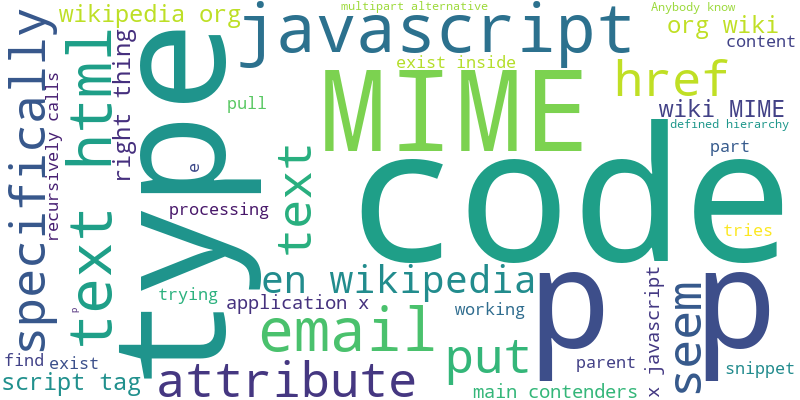 multipart alternative
Anybody know
wikipedia org
javascript
org wiki
content
exist inside
specifically
recursively calls
text html
right thing
type
pull
MIME
href
wiki MIME
defined hierarchy
e
text
code
part
processing
tries
en wikipedia
p
p
trying
application x
p
working
x javascript
seem
email
find
exist
put
parent
snippet
script tag
attribute
main contenders